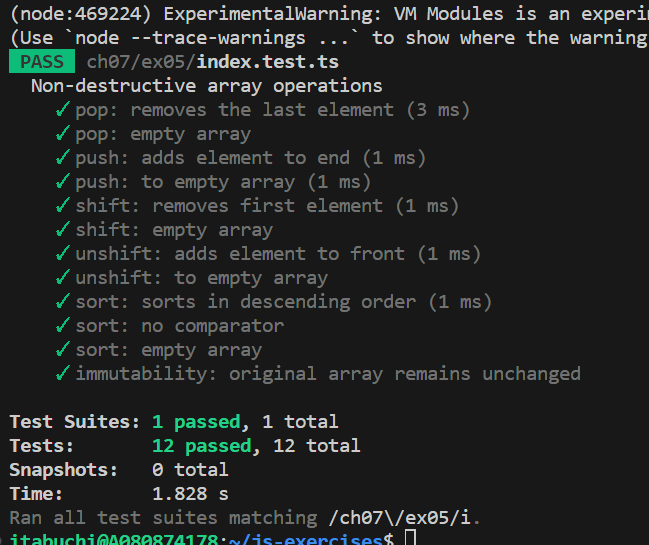 (node:469224) ExperimentalWarning: VM Modules is an
(Use `node --trace-warnings ...` to show where the warning
PASS ch07/ex05/index.test.ts
Non-destructive array operations
✓ pop: removes the last element (3 ms)
✓ pop: empty array
✓ push: adds element to end (1 ms)
✓ push: to empty array (1 ms)
✓ shift: removes first element (1 ms)
✓ shift: empty array
✓ unshift: adds element to front (1 ms)
✓ unshift: to empty array
✓ sort: sorts in descending order (1 ms)
✓ sort: no comparator
✓ sort: empty array
✓ immutability: original array remains unchanged
Test Suites: 1 passed, 1 total
Tests: 12 passed, 12 total
Snapshots: 0 total
Time: 1.828 s
Ran all test suites matching /ch07\/ex05/i.
itabuchi@A080874178:~/js-exercises$